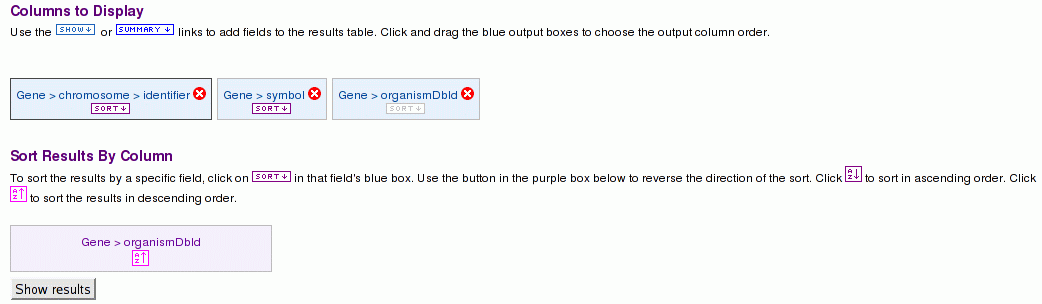 Columns to Display
Use the SHOW↓ or SUMMARY↓ links to add fields to the results table. Click and drag the blue output boxes to choose the output column order.
Gene > chromosome > identifier
SORT↓
Gene > symbol
SORT↓
Gene > organismDbId
SORT↓
Sort Results By Column
To sort the results by a specific field, click on SORT↓ in that field's blue box. Use the button in the purple box below to reverse the direction of the sort. Click AZ↓ to sort in ascending order. Click
AZ↑ to sort the results in descending order.
Gene > organismDbId
AZ↑
Show results